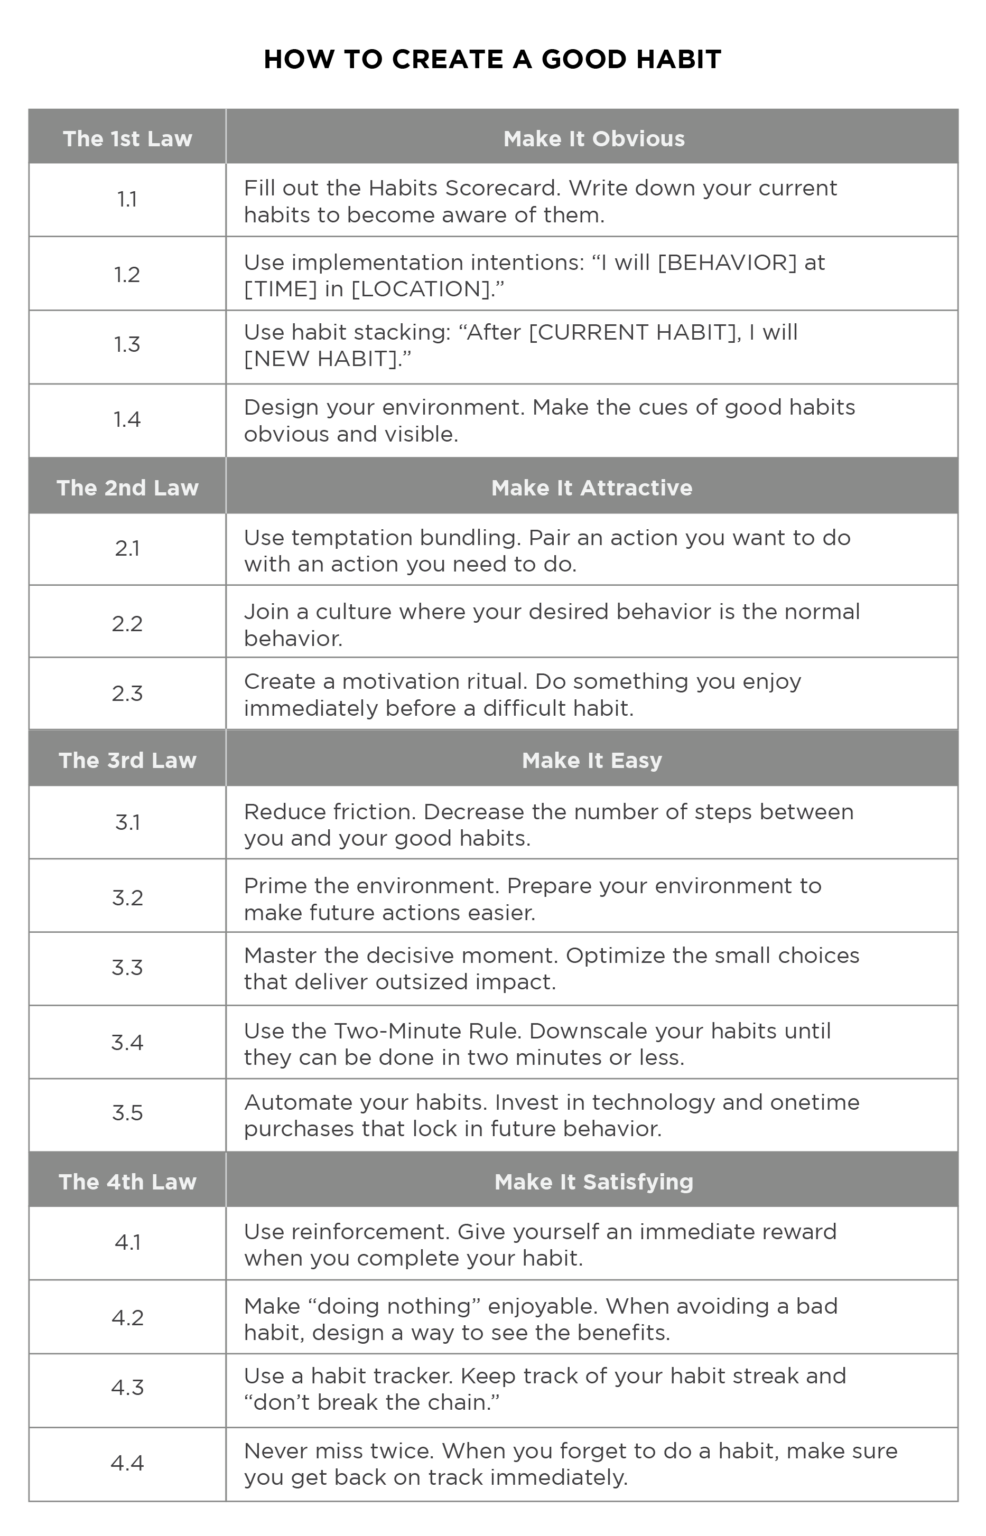 HOW TO CREATE A GOOD HABIT
The 1st Law Make It Obvious
1.1 Fill out the Habits Scorecard. Write down your current
habits to become aware of them.
1.2 Use implementation intentions: “I will [BEHAVIOR] at
[TIME] in [LOCATION].”
1.3 Use habit stacking: “After [CURRENT HABIT], I will
[NEW HABIT].”
1.4 Design your environment. Make the cues of good habits
obvious and visible.
The 2nd Law Make It Attractive
2.1 Use temptation bundling. Pair an action you want to do
with an action you need to do.
2.2 Join a culture where your desired behavior is the normal
behavior.
2.3 Create a motivation ritual. Do something you enjoy
immediately before a difficult habit.
The 3rd Law Make It Easy
3.1 Reduce friction. Decrease the number of steps between
you and your good habits.
3.2 Prime the environment. Prepare your environment to
make future actions easier.
3.3 Master the decisive moment. Optimize the small choices
that deliver outsized impact.
3.4 Use the Two-Minute Rule. Downscale your habits until
they can be done in two minutes or less.
3.5 Automate your habits. Invest in technology and onetime
purchases that lock in future behavior.
The 4th Law Make It Satisfying
4.1 Use reinforcement. Give yourself an immediate reward
when you complete your habit.
4.2 Make “doing nothing” enjoyable. When avoiding a bad
habit, design a way to see the benefits.
4.3 Use a habit tracker. Keep track of your habit streak and
“don’t break the chain.”
4.4 Never miss twice. When you forget to do a habit, make sure
you get back on track immediately.